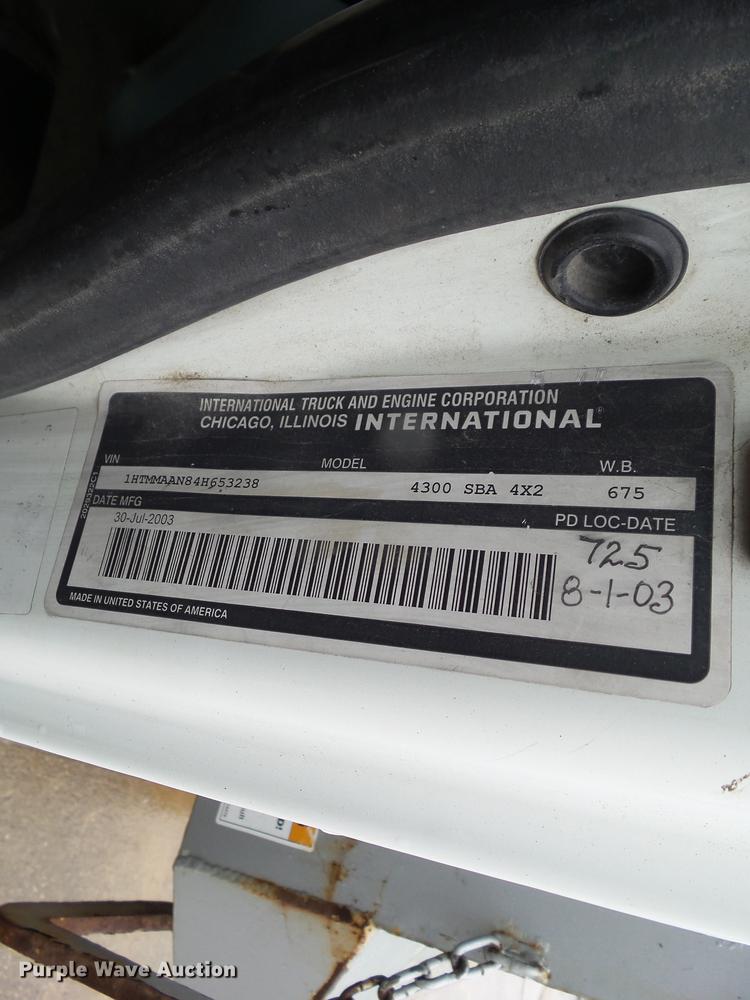 INTERNATIONAL TRUCK AND ENGINE CORPORATION
CHICAGO, ILLINOIS INTERNATIONAL®
VIN MODEL W.B.
1HTMMAAN84H653238 4300 SBA 4X2 675
2029322C1
DATE MFG PD LOC-DATE
30-Jul-2003
725
8-1-03
MADE IN UNITED STATES OF AMERICA
Purple Wave Auction